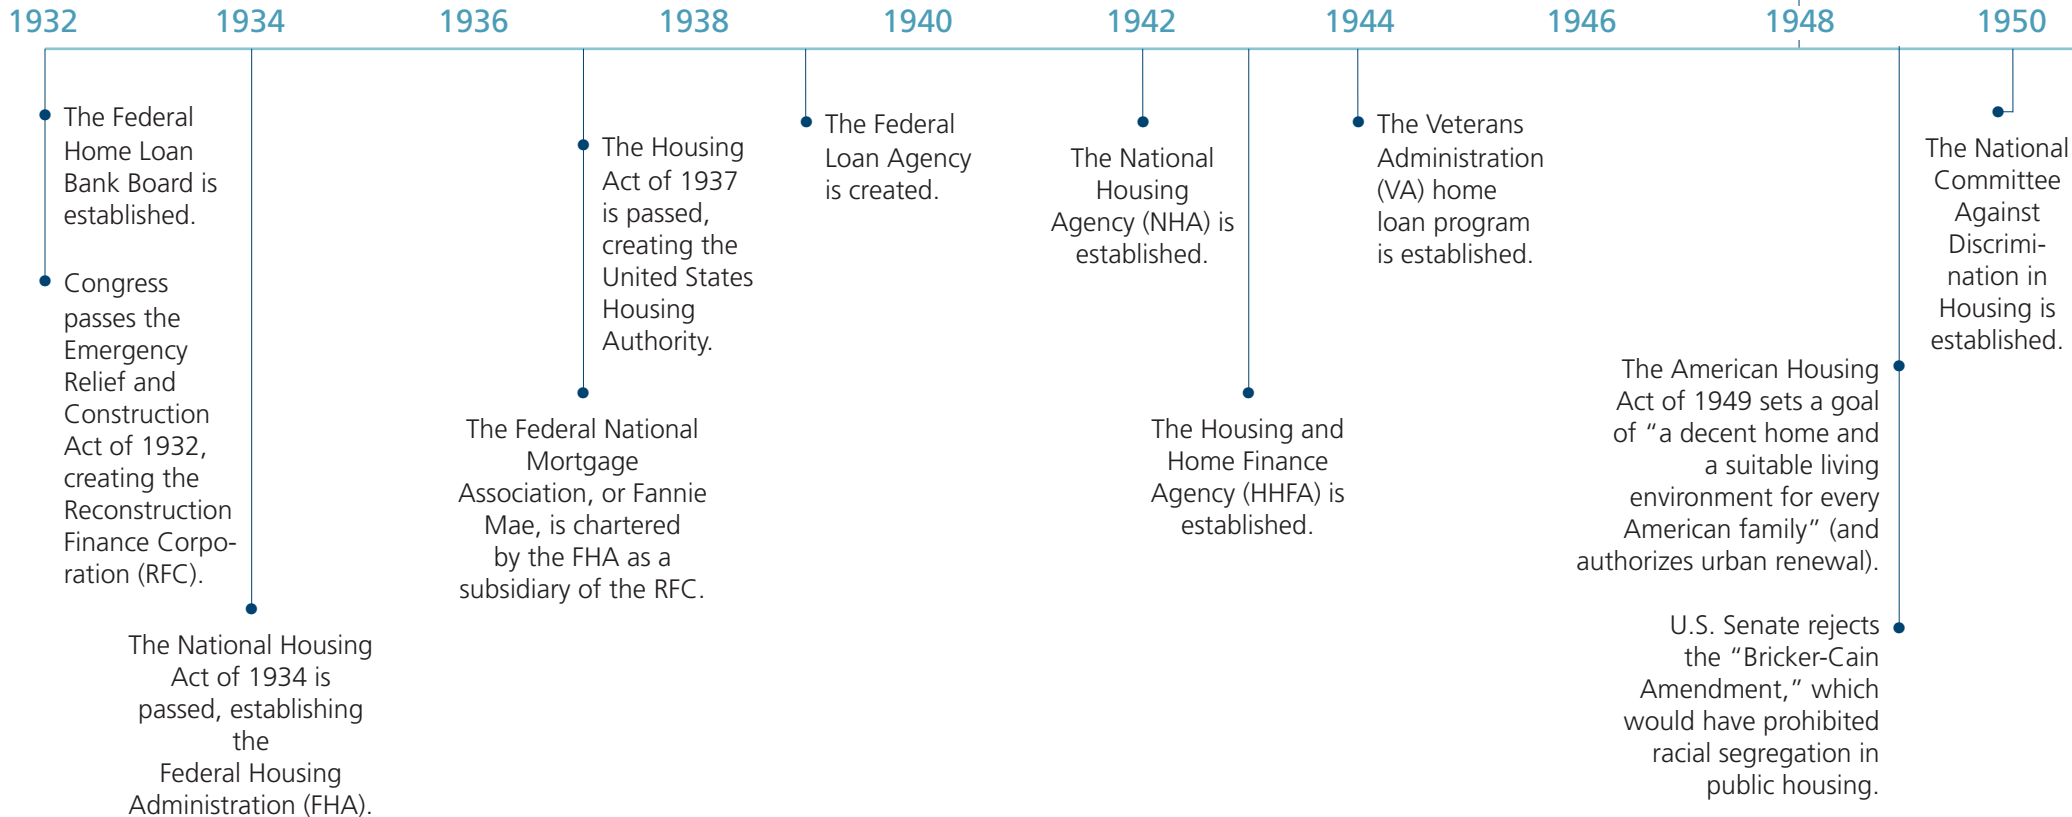 1932 1934 1936 1938 1940 1942 1944 1946 1948 1950
The Federal
Home Loan
Bank Board is
established.
Congress
passes the
Emergency
Relief and
Construction
Act of 1932,
creating the
Reconstruction
Finance Corpo-
ration (RFC).
The National Housing
Act of 1934 is
passed, establishing
the
Federal Housing
Administration (FHA).
The Housing
Act of 1937
is passed,
creating the
United States
Housing
Authority.
The Federal National
Mortgage
Association, or Fannie
Mae, is chartered
by the FHA as a
subsidiary of the RFC.
The Federal
Loan Agency
is created.
The National
Housing
Agency (NHA) is
established.
The Housing and
Home Finance
Agency (HHFA) is
established.
The Veterans
Administration
(VA) home
loan program
is established.
The American Housing
Act of 1949 sets a goal
of “a decent home and
a suitable living
environment for every
American family” (and
authorizes urban renewal).
U.S. Senate rejects
the “Bricker-Cain
Amendment,” which
would have prohibited
racial segregation in
public housing.
The National
Committee
Against
Discrimi-
nation in
Housing is
established.